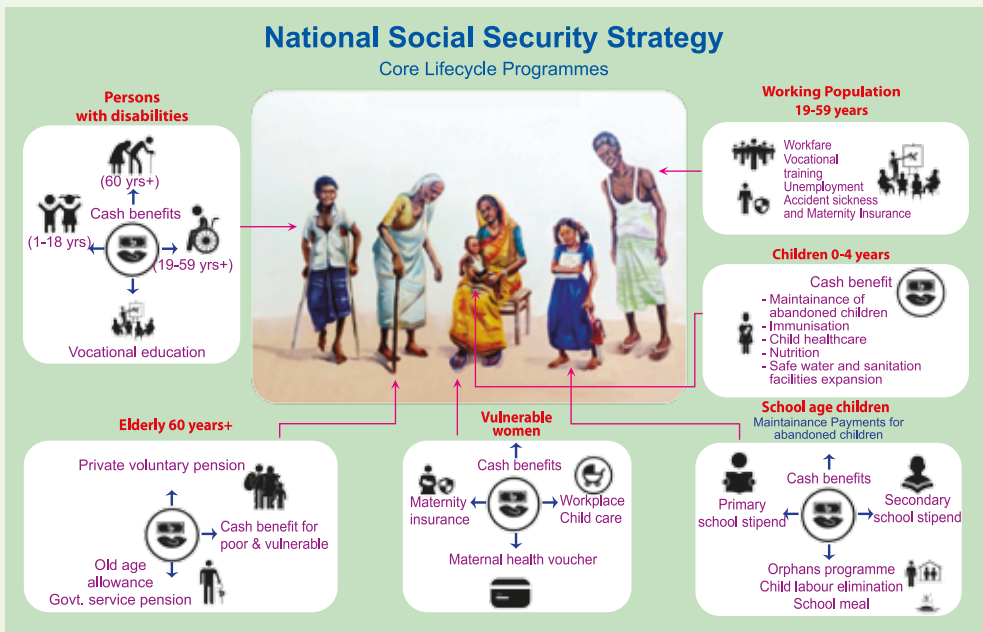 National Social Security Strategy
Core Lifecycle Programmes
Persons
with disabilities
(60 yrs+)
Cash benefits
(1-18 yrs)
(19-59 yrs+)
Vocational education
Working Population
19-59 years
Workfare
Vocational
training
Unemployment
Accident sickness
and Maternity Insurance
Children 0-4 years
Cash benefit
- Maintainance of
abandoned children
- Immunisation
- Child healthcare
- Nutrition
- Safe water and sanitation
facilities expansion
Elderly 60 years+
Private voluntary pension
Cash benefit for
poor & vulnerable
Old age
allowance
Govt. service pension
Vulnerable
women
Cash benefits
Maternity
insurance
Workplace
Child care
Maternal health voucher
School age children
Maintainance Payments for
abandoned children
Cash benefits
Primary
school stipend
Secondary
school stipend
Orphans programme
Child labour elimination
School meal